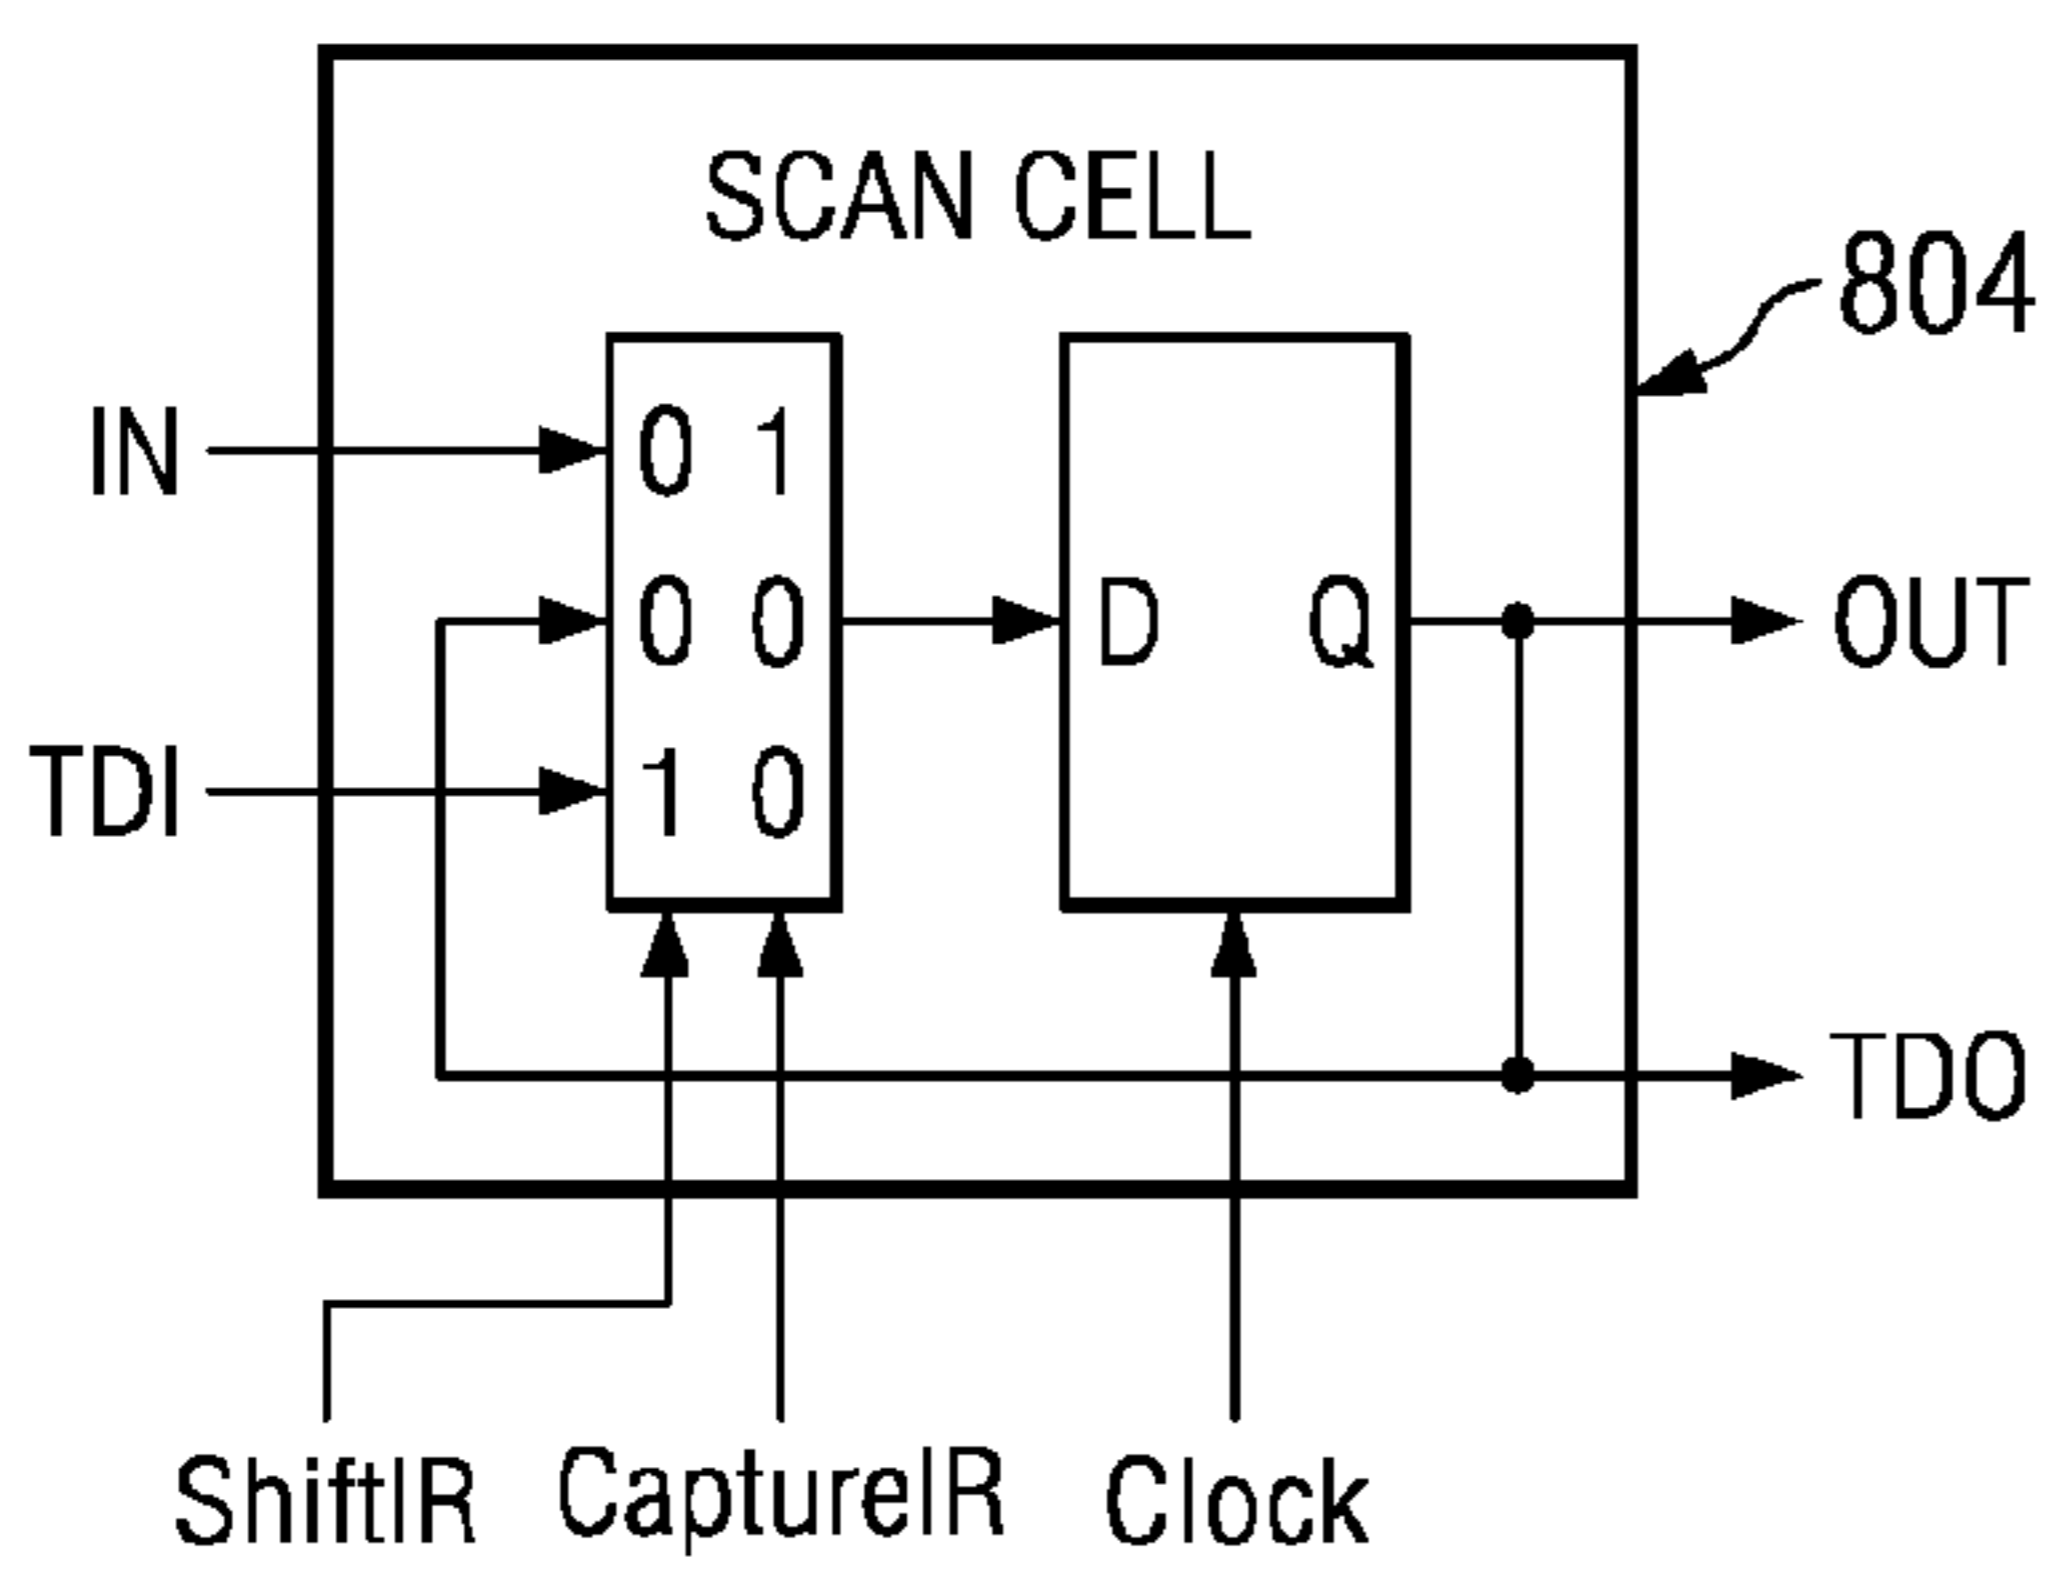 SCAN CELL
804
IN
0 1
0 0
D
Q
OUT
TDI
1 0
TDO
ShiftIR
CaptureIR
Clock